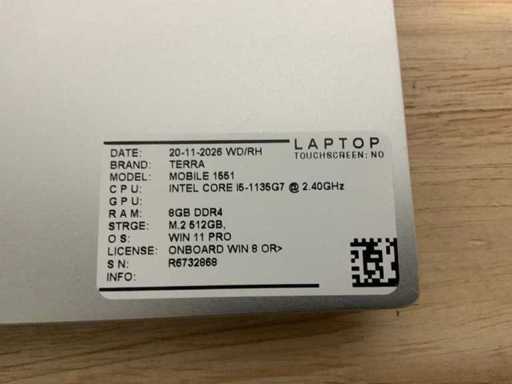 LAPTOP
TOUCHSCREEN: NO
DATE: 20-11-2025 WD/RH
BRAND: TERRA
MODEL: MOBILE 1551
CPU: INTEL CORE I5-1135G7 @ 2.40GHz
GPU:
RAM: 8GB DDR4
STRGE: M.2 512GB,
OS: WIN 11 PRO
LICENSE: ONBOARD WIN 8 OR>
SN: R6732868
INFO: